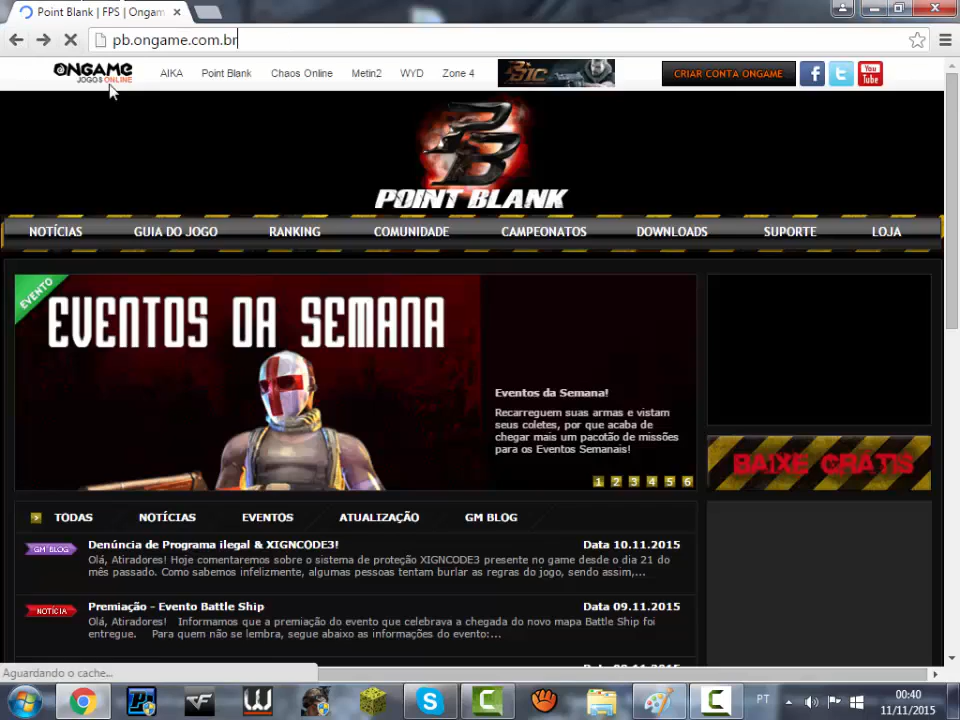 Point Blank | FPS | Ongam
pb.ongame.com.br
ONGAME
JOGOS ONLINE
AIKA Point Blank Chaos Online Metin2 WYD Zone 4
CRIAR CONTA ONGAME
You Tube
POINT BLANK
NOTÍCIAS GUIA DO JOGO RANKING COMUNIDADE CAMPEONATOS DOWNLOADS SUPORTE LOJA
EVENTO
EVENTOS DA SEMANA
Eventos da Semana!
Recarreguem suas armas e vistam
seus coletes, por que acaba de
chegar mais um pacotão de missões
para os Eventos Semanais!
1 2 3 4 5 6
BAIXE GRÁTIS
TODAS NOTÍCIAS EVENTOS ATUALIZAÇÃO GM BLOG
GM BLOG
Denúncia de Programa ilegal & XIGNCODE3! Data 10.11.2015
Olá, Atiradores! Hoje comentaremos sobre o sistema de proteção XIGNCODE3 presente no game desde o dia 21 do
mês passado. Como sabemos infelizmente, algumas pessoas tentam burlar as regras do jogo, sendo assim,...
NOTÍCIA
Premiação - Evento Battle Ship Data 09.11.2015
Olá, Atiradores! Informamos que a premiação do evento que celebrava a chegada do novo mapa Battle Ship foi
entregue. Para quem não se lembra, segue abaixo as informações do evento:...
Aguardando o cache...
PT
00:40
11/11/2015